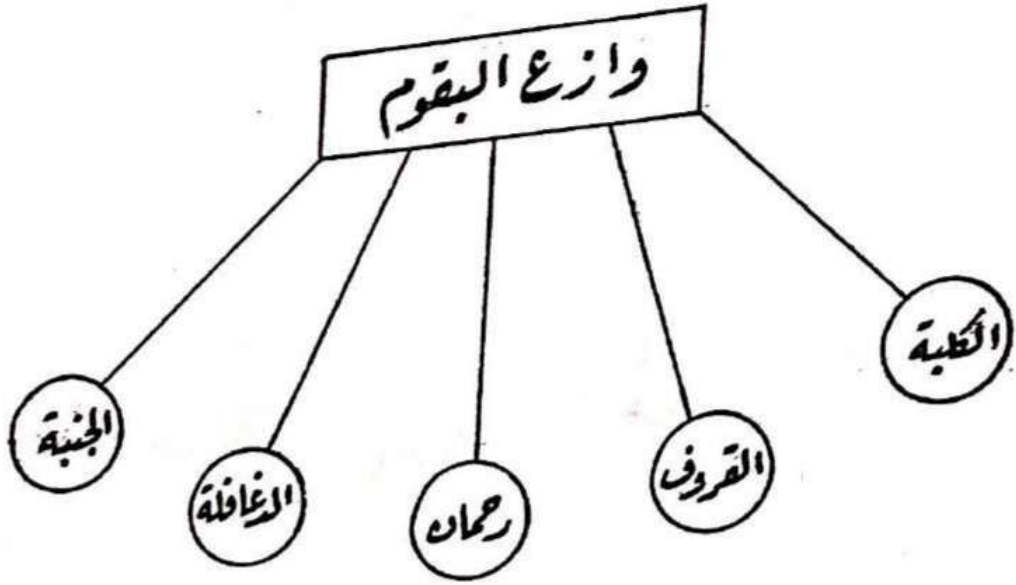 وازع البقوم
الكلبة
القروف
رحمان
الدغافلة
الجنبة